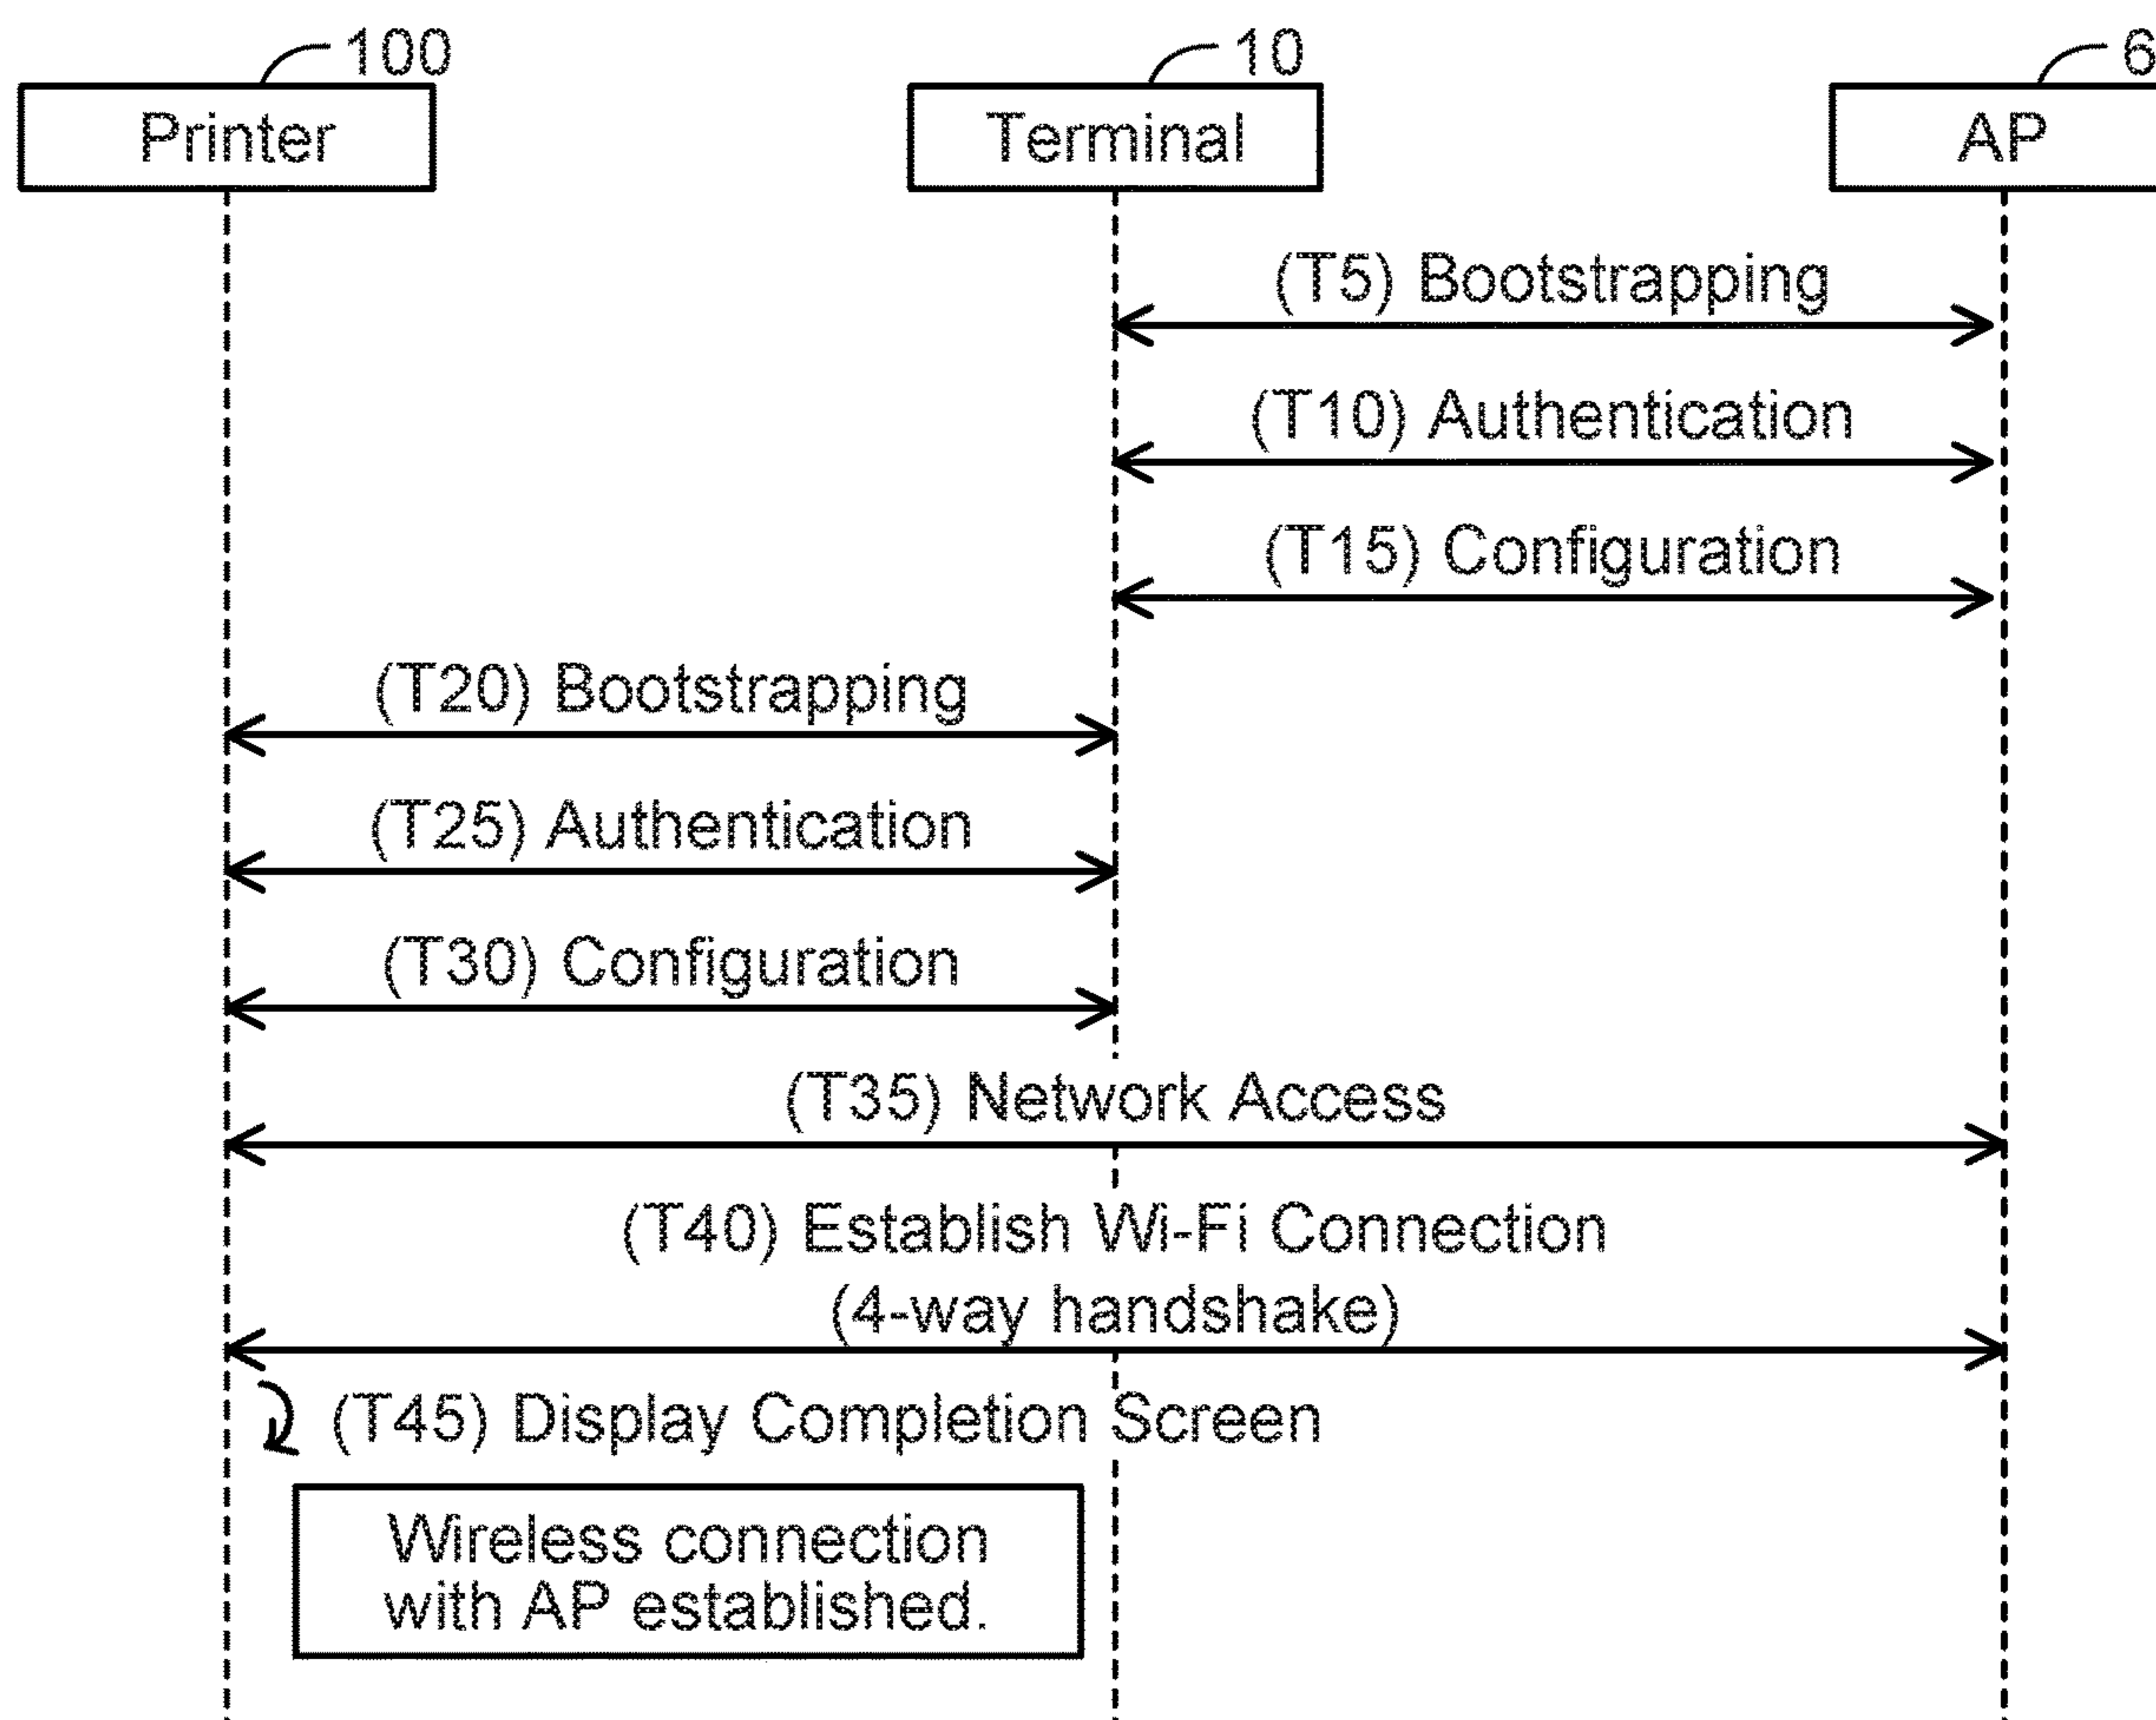 100
10
6
Printer
Terminal
AP
(T5) Bootstrapping
(T10) Authentication
(T15) Configuration
(T20) Bootstrapping
(T25) Authentication
(T30) Configuration
(T35) Network Access
(T40) Establish Wi-Fi Connection
(4-way handshake)
(T45) Display Completion Screen
Wireless connection
with AP established.